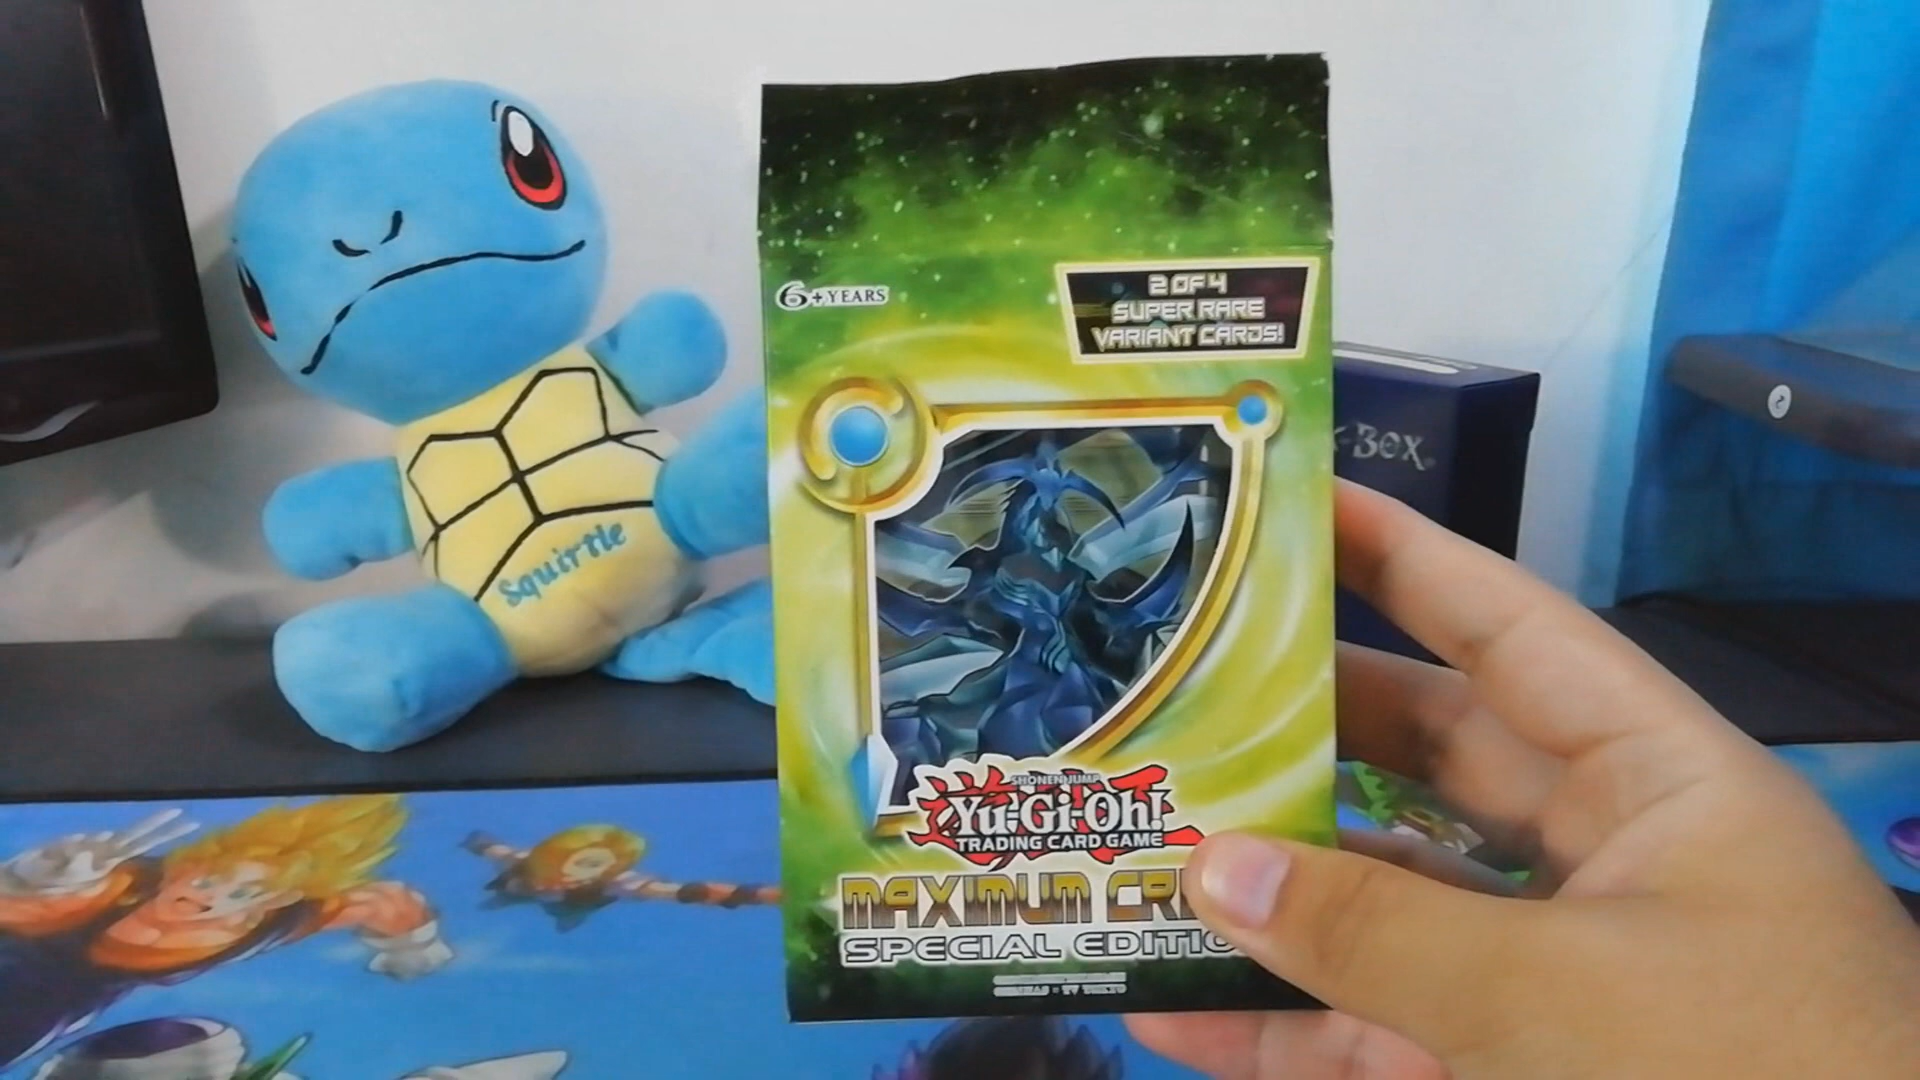 6+YEARS
2 OF 4
SUPER RARE
VARIANT CARDS!
-BOX
Squirtle
SHONEN JUMP
Yu-Gi-Oh!
TRADING CARD GAME
MAXIMUM CRI
SPECIAL EDITIO